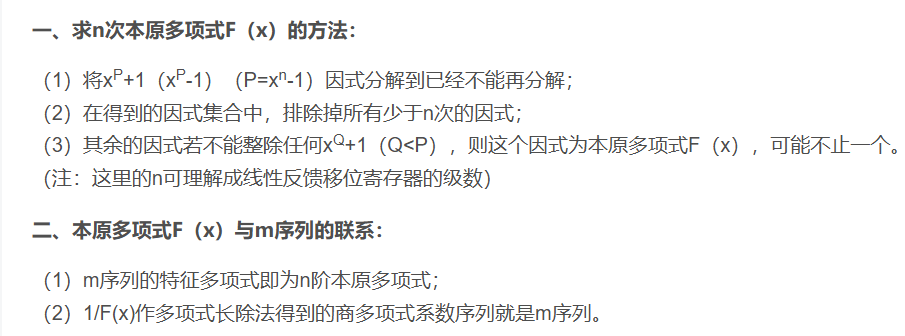 一、求n次本原多项式F（x）的方法：
（1）将xᴾ+1（xᴾ-1）（P=xⁿ-1）因式分解到已经不能再分解；
（2）在得到的因式集合中，排除掉所有少于n次的因式；
（3）其余的因式若不能整除任何x^Q+1（Q<P），则这个因式为本原多项式F（x），可能不止一个。
(注：这里的n可理解成线性反馈移位寄存器的级数)
二、本原多项式F（x）与m序列的联系：
（1）m序列的特征多项式即为n阶本原多项式；
（2）1/F(x)作多项式长除法得到的商多项式系数序列就是m序列。